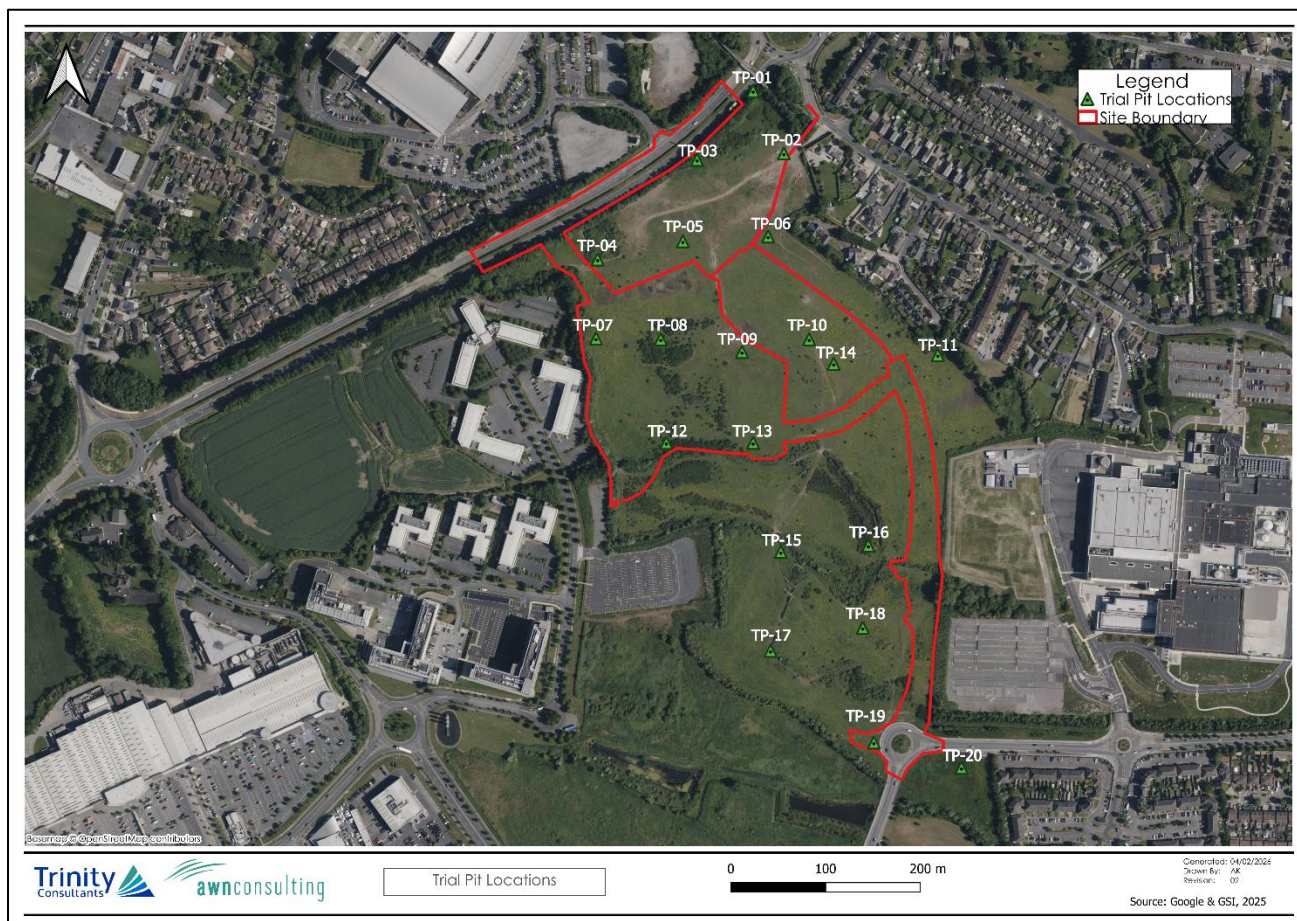 TP-01
Legend
Trial Pit Locations
Site Boundary
TP-02
TP-03
TP-05
TP-06
TP-04
TP-07
TP-08
TP-10
TP-09
TP-11
TP-14
TP-12
TP-13
TP-15
TP-16
TP-18
TP-17
TP-19
TP-20
Basemap © OpenStreetMap contributors
Trinity
Consultants
awnconsulting
Trial Pit Locations
0 100 200 m
Generated: 04/02/2026
Drawn By: AK
Revision: 02
Source: Google & GSI, 2025